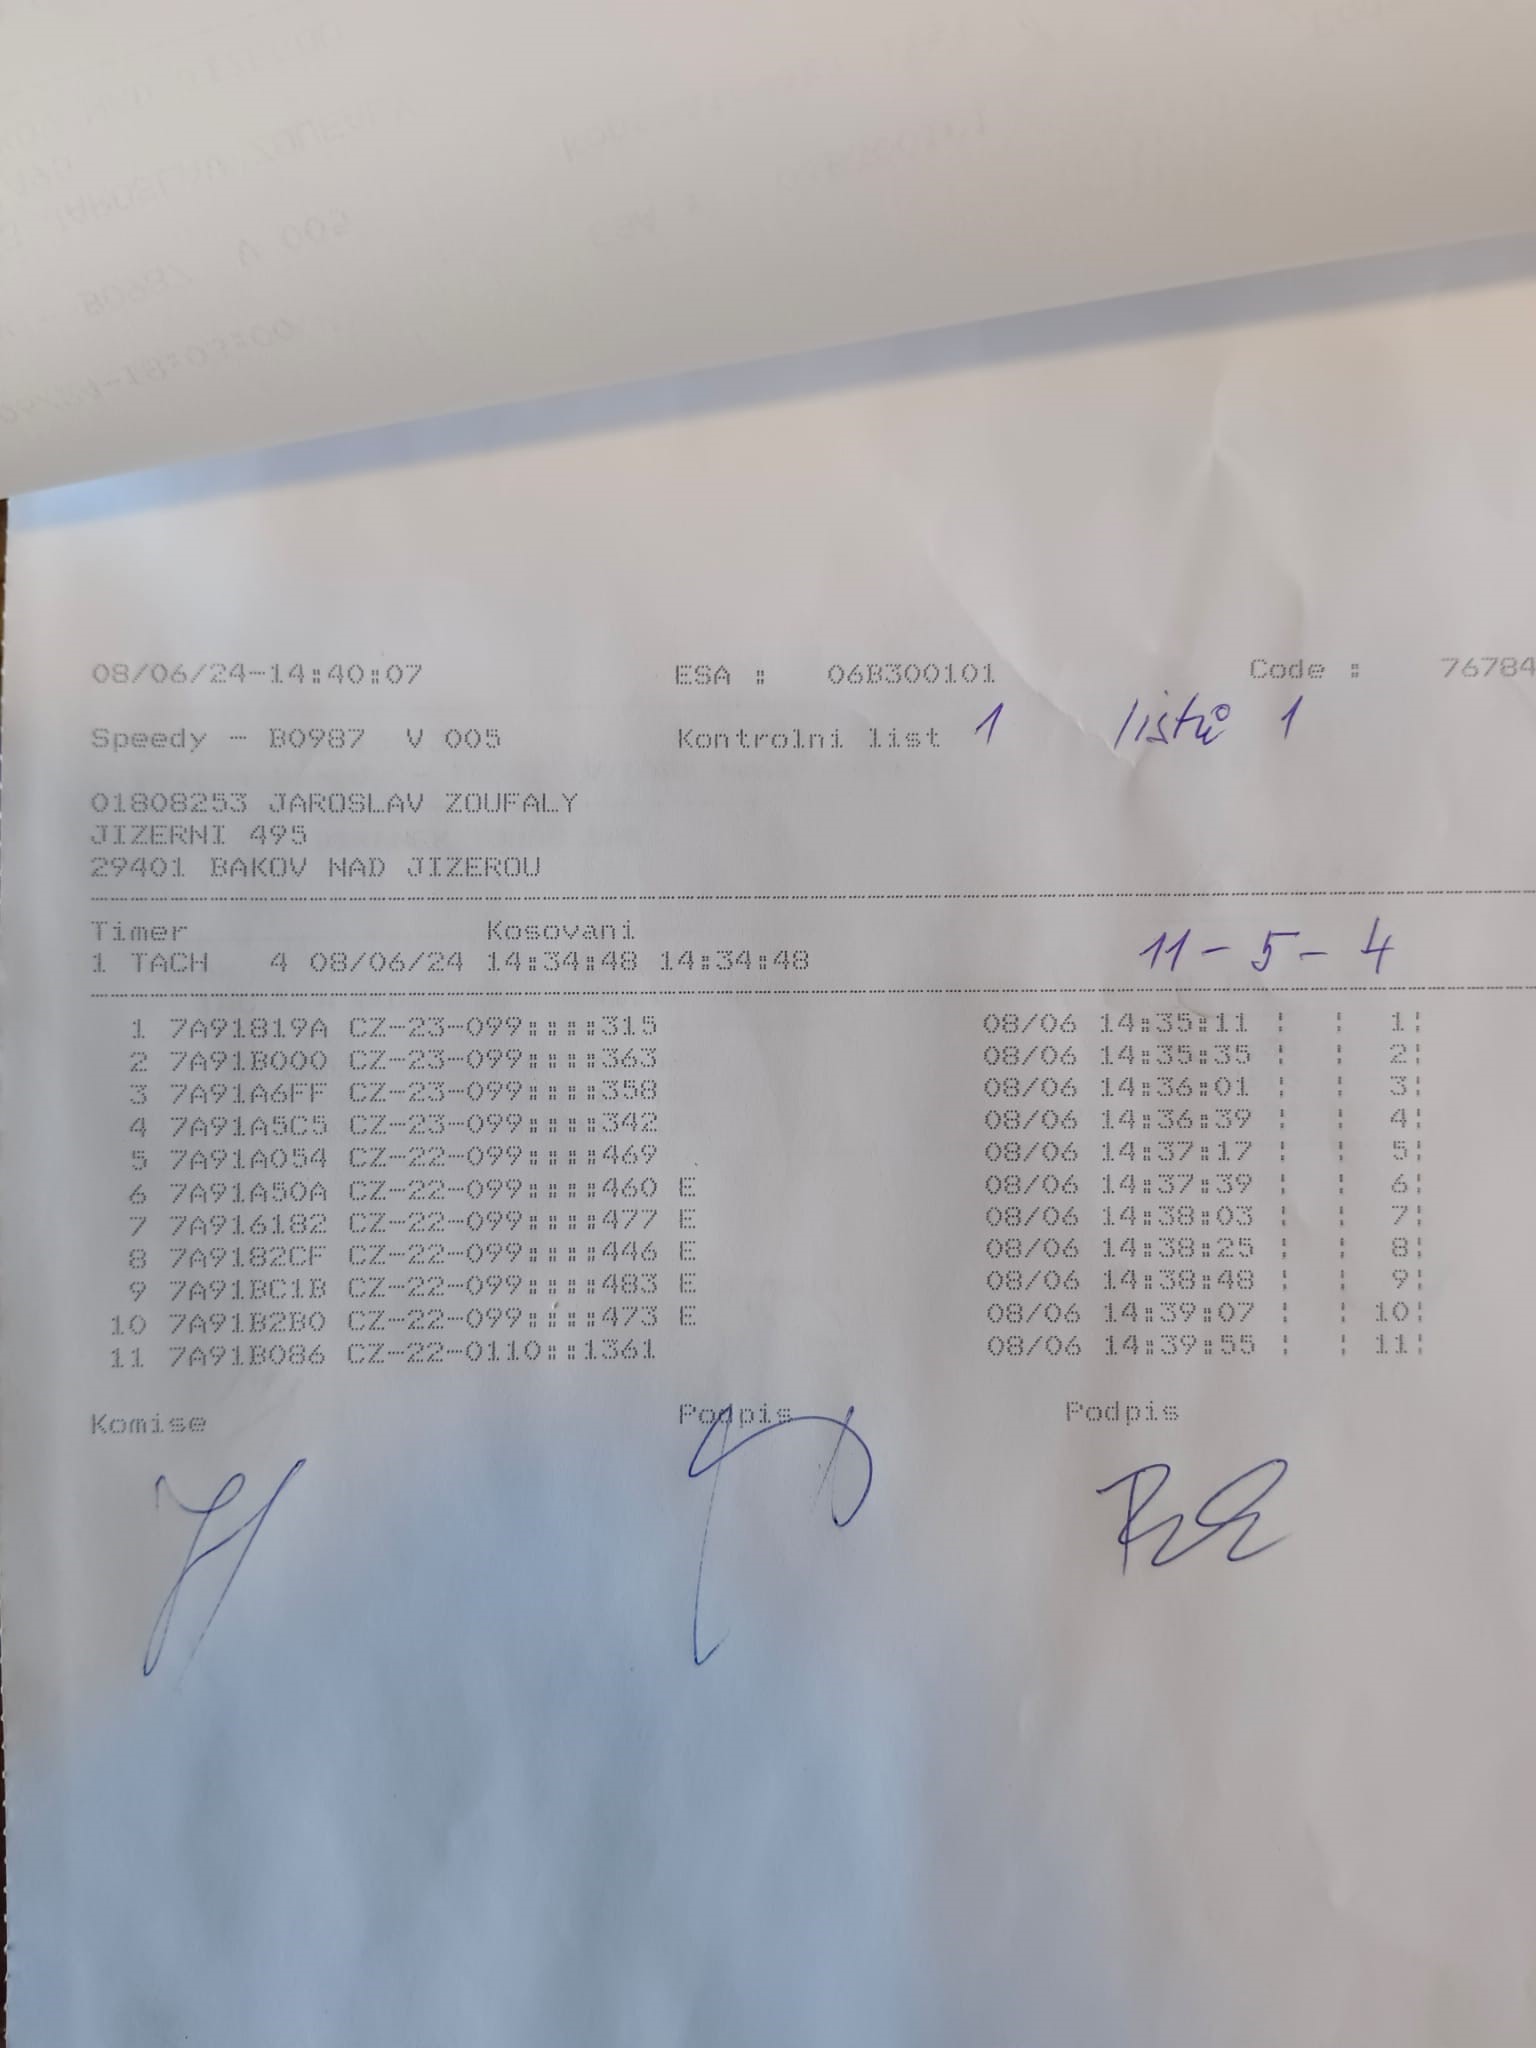 08/06/24-14:40:07 ESA : 06B300101 Code : 76784
Speedy - B0987 V 005 Kontrolni list 1 listů 1
01808253 JAROSLAV ZOUFALY
JIZERNI 495
29401 BAKOV NAD JIZEROU
Timer Kosovani
1 TACH 4 08/06/24 14:34:48 14:34:48 11-5-4
1 7A91819A CZ-23-099::::315 08/06 14:35:11 ¦ ¦ 1¦
2 7A91B000 CZ-23-099::::363 08/06 14:35:35 ¦ ¦ 2¦
3 7A91A6FF CZ-23-099::::358 08/06 14:36:01 ¦ ¦ 3¦
4 7A91A5C5 CZ-23-099::::342 08/06 14:36:39 ¦ ¦ 4¦
5 7A91A054 CZ-22-099::::469 08/06 14:37:17 ¦ ¦ 5¦
6 7A91A50A CZ-22-099::::460 E 08/06 14:37:39 ¦ ¦ 6¦
7 7A916182 CZ-22-099::::477 E 08/06 14:38:03 ¦ ¦ 7¦
8 7A9182CF CZ-22-099::::446 E 08/06 14:38:25 ¦ ¦ 8¦
9 7A91BC1B CZ-22-099::::483 E 08/06 14:38:48 ¦ ¦ 9¦
10 7A91B2B0 CZ-22-099::::473 E 08/06 14:39:07 ¦ ¦ 10¦
11 7A91B086 CZ-22-0110::1361 08/06 14:39:55 ¦ ¦ 11¦
Komise Podpis Podpis